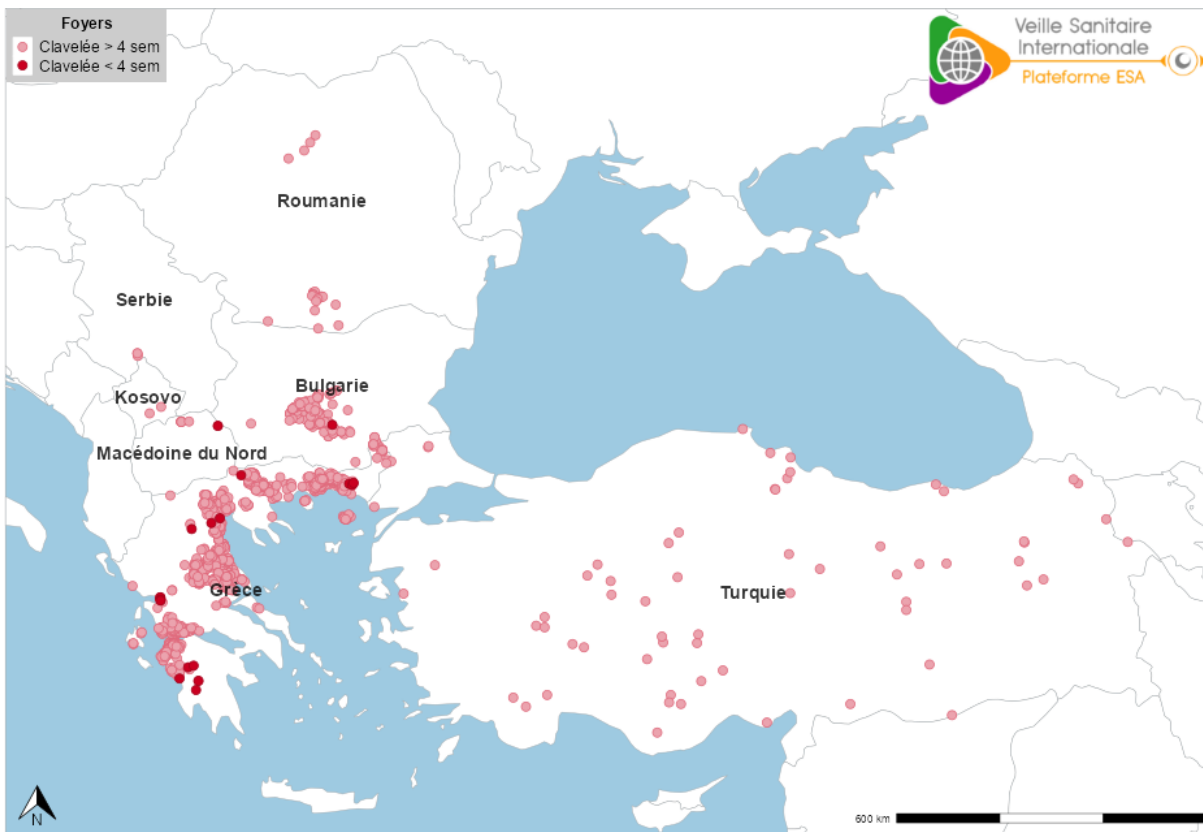 Foyers
Clavelée > 4 sem
Clavelée < 4 sem
Veille Sanitaire
Internationale
Plateforme ESA
Roumanie
Serbie
Bulgarie
Kosovo
Macédoine du Nord
Grèce
Turquie
N
600 km